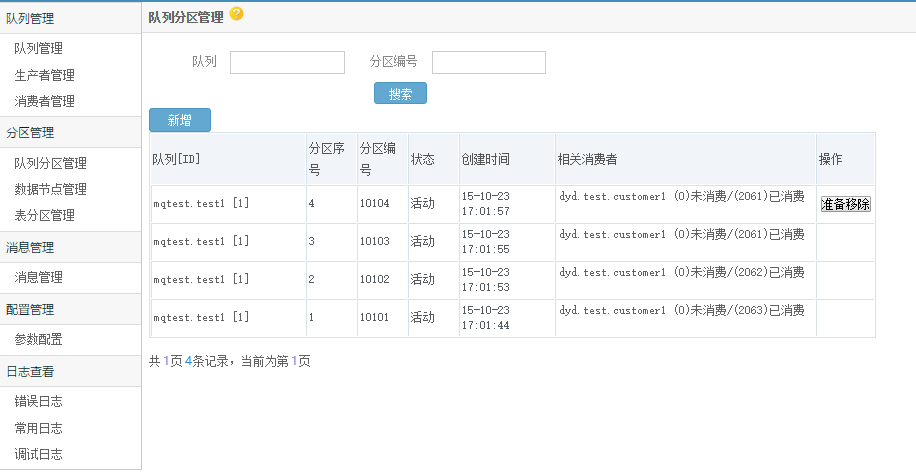 队列管理
队列管理
生产者管理
消费者管理
分区管理
队列分区管理
数据节点管理
表分区管理
消息管理
消息管理
配置管理
参数配置
日志查看
错误日志
常用日志
调试日志
队列分区管理 ?
队列 分区编号
搜索
新增
队列[ID] 分区序号 分区编号 状态 创建时间 相关消费者 操作
mqtest.test1 [1] 4 10104 活动 15-10-23 17:01:57 dyd.test.customer1 (0)未消费/(2061)已消费 准备移除
mqtest.test1 [1] 3 10103 活动 15-10-23 17:01:55 dyd.test.customer1 (0)未消费/(2061)已消费
mqtest.test1 [1] 2 10102 活动 15-10-23 17:01:53 dyd.test.customer1 (0)未消费/(2062)已消费
mqtest.test1 [1] 1 10101 活动 15-10-23 17:01:44 dyd.test.customer1 (0)未消费/(2063)已消费
共 1页 4条记录，当前为第 1页